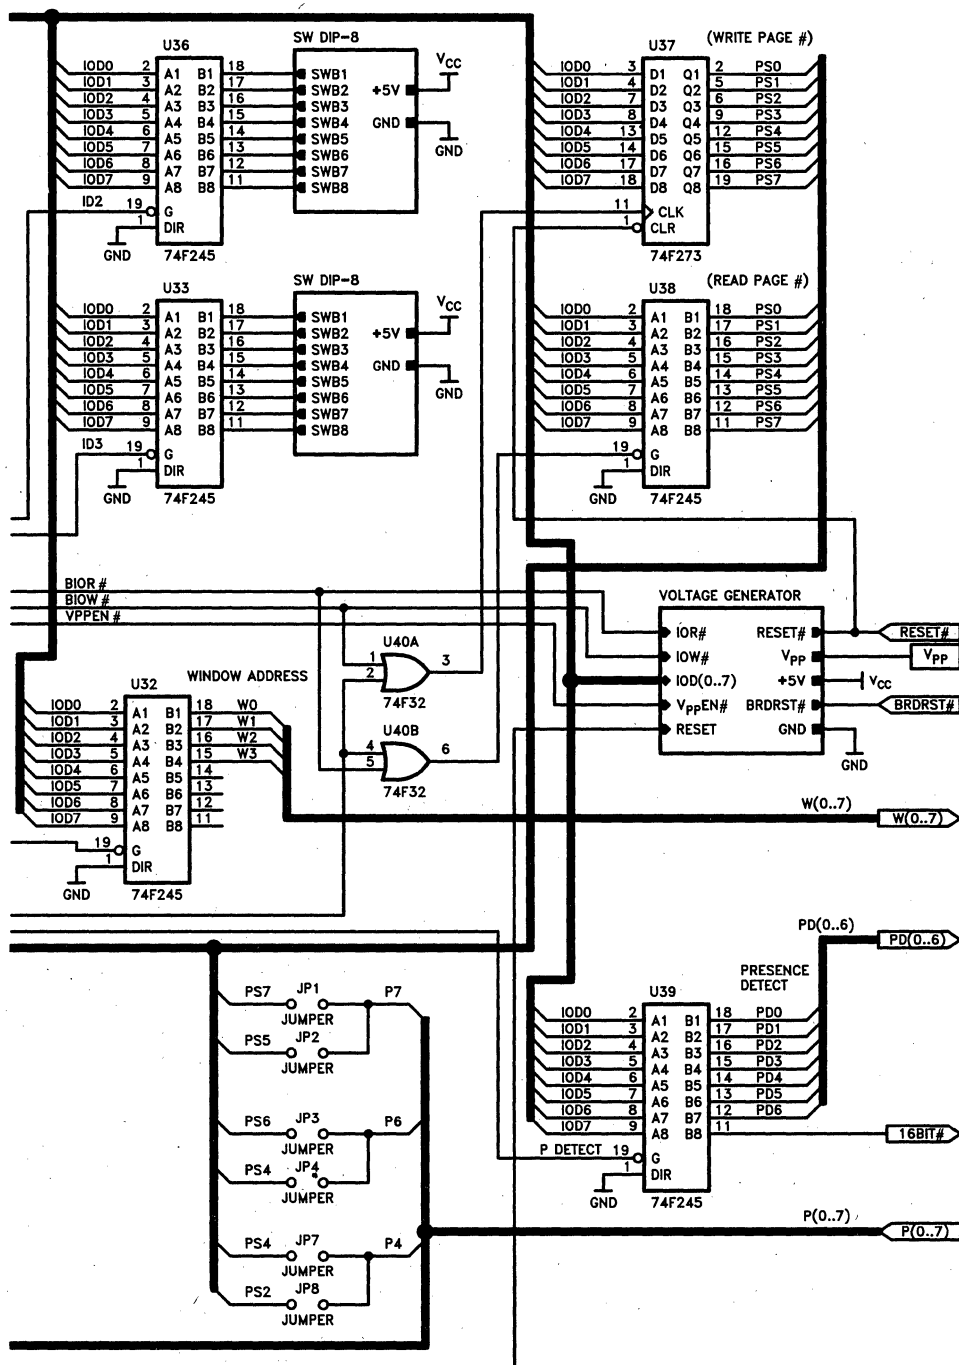 U36
SW DIP-8
IOD0 2 A1 B1 18 SWB1
IOD1 3 A2 B2 17 SWB2
IOD2 4 A3 B3 16 SWB3
IOD3 5 A4 B4 15 SWB4
IOD4 6 A5 B5 14 SWB5
IOD5 7 A6 B6 13 SWB6
IOD6 8 A7 B7 12 SWB7
IOD7 9 A8 B8 11 SWB8
VCC
+5V
GND
GND
ID2 19 G
1 DIR
GND
74F245
U37
(WRITE PAGE #)
IOD0 3 D1 Q1 2 PS0
IOD1 4 D2 Q2 5 PS1
IOD2 7 D3 Q3 6 PS2
IOD3 8 D4 Q4 9 PS3
IOD4 13 D5 Q5 12 PS4
IOD5 14 D6 Q6 15 PS5
IOD6 17 D7 Q7 16 PS6
IOD7 18 D8 Q8 19 PS7
11 CLK
1 CLR
74F273
U33
SW DIP-8
IOD0 2 A1 B1 18 SWB1
IOD1 3 A2 B2 17 SWB2
IOD2 4 A3 B3 16 SWB3
IOD3 5 A4 B4 15 SWB4
IOD4 6 A5 B5 14 SWB5
IOD5 7 A6 B6 13 SWB6
IOD6 8 A7 B7 12 SWB7
IOD7 9 A8 B8 11 SWB8
VCC
+5V
GND
GND
ID3 19 G
1 DIR
GND
74F245
U38
(READ PAGE #)
IOD0 2 A1 B1 18 PS0
IOD1 3 A2 B2 17 PS1
IOD2 4 A3 B3 16 PS2
IOD3 5 A4 B4 15 PS3
IOD4 6 A5 B5 14 PS4
IOD5 7 A6 B6 13 PS5
IOD6 8 A7 B7 12 PS6
IOD7 9 A8 B8 11 PS7
19 G
1 DIR
GND
74F245
BIOR #
BIOW #
VPPEN #
U40A
1
2
3
74F32
U40B
4
5
6
74F32
VOLTAGE GENERATOR
IOR# RESET# RESET#
IOW# VPP VPP
IOD(0..7) +5V VCC
VPPEN# BRDRST# BRDRST#
RESET GND
GND
U32
WINDOW ADDRESS
IOD0 2 A1 B1 18 W0
IOD1 3 A2 B2 17 W1
IOD2 4 A3 B3 16 W2
IOD3 5 A4 B4 15 W3
IOD4 6 A5 B5 14
IOD5 7 A6 B6 13
IOD6 8 A7 B7 12
IOD7 9 A8 B8 11
19 G
1 DIR
GND
74F245
W(0..7) W(0..7)
PD(0..6) PD(0..6)
PRESENCE
DETECT
U39
IOD0 2 A1 B1 18 PD0
IOD1 3 A2 B2 17 PD1
IOD2 4 A3 B3 16 PD2
IOD3 5 A4 B4 15 PD3
IOD4 6 A5 B5 14 PD4
IOD5 7 A6 B6 13 PD5
IOD6 8 A7 B7 12 PD6
IOD7 9 A8 B8 11 16BIT#
P DETECT 19 G
1 DIR
GND
74F245
PS7 JP1 P7
JUMPER
PS5 JP2
JUMPER
PS6 JP3 P6
JUMPER
PS4 JP4
JUMPER
PS4 JP7 P4
JUMPER
PS2 JP8
JUMPER
P(0..7) P(0..7)